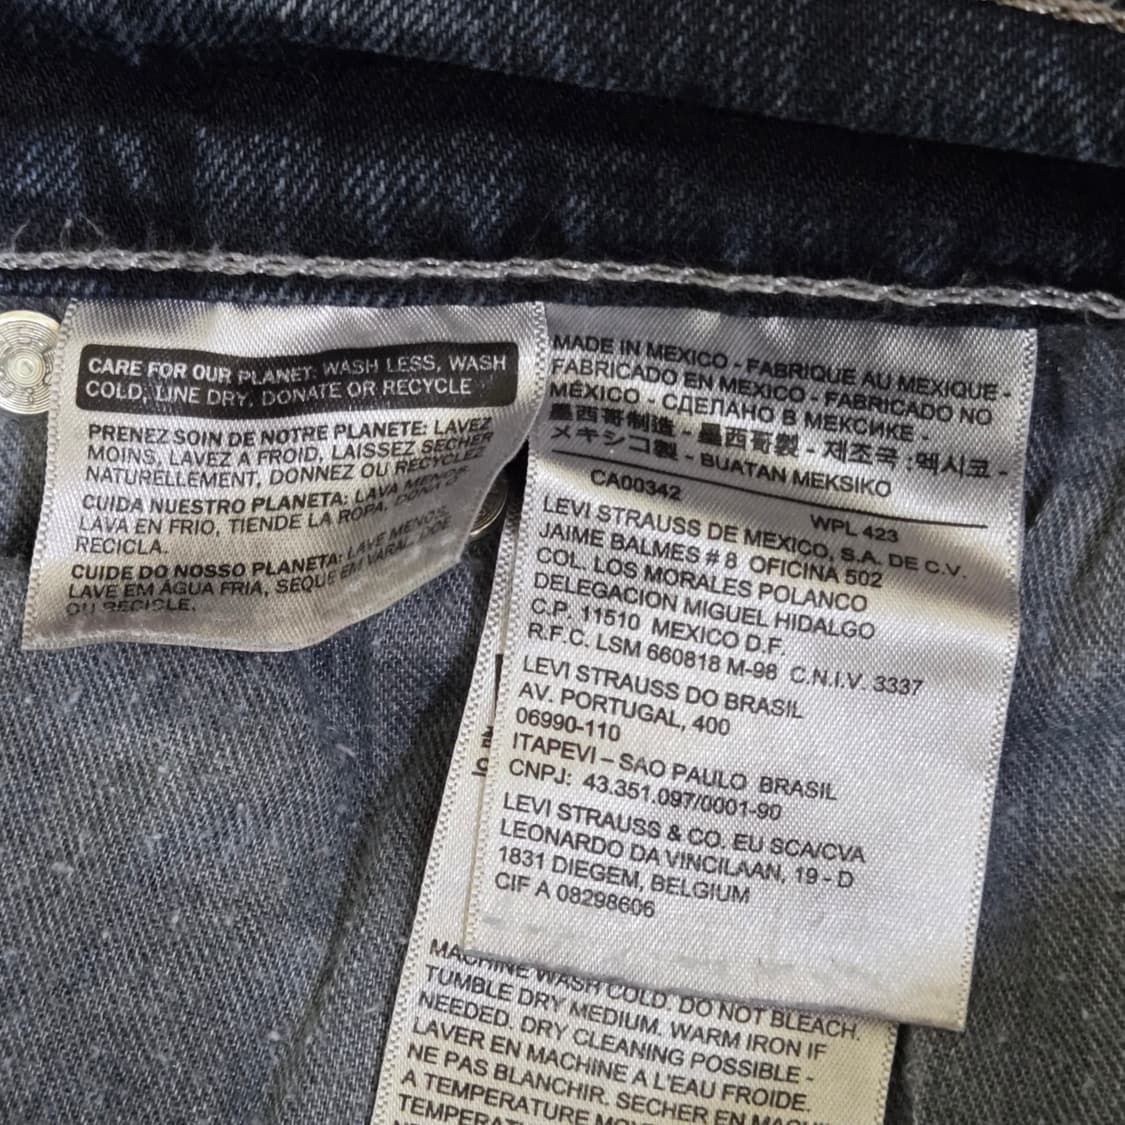 CARE FOR OUR PLANET: WASH LESS, WASH
COLD, LINE DRY, DONATE OR RECYCLE
PRENEZ SOIN DE NOTRE PLANETE: LAVEZ
MOINS, LAVEZ A FROID, LAISSEZ SECHER
NATURELLEMENT, DONNEZ OU RECYCLEZ
CUIDA NUESTRO PLANETA: LAVA MENOS,
LAVA EN FRIO, TIENDE LA ROPA, DONA O
RECICLA.
CUIDE DO NOSSO PLANETA: LAVE MENOS,
LAVE EM ÁGUA FRIA, SEQUE EM VARAL, DOE
OU RECICLE.
MADE IN MEXICO - FABRIQUE AU MEXIQUE -
FABRICADO EN MEXICO - FABRICADO NO
MÉXICO - СДЕЛАНО В МЕКСИКЕ -
墨西哥制造 - 墨西哥製 - 제조국 :멕시코 -
メキシコ製 - BUATAN MEKSIKO
CA00342
WPL 423
LEVI STRAUSS DE MEXICO, S.A. DE C.V.
JAIME BALMES # 8 OFICINA 502
COL. LOS MORALES POLANCO
DELEGACION MIGUEL HIDALGO
C.P. 11510 MEXICO D.F.
R.F.C. LSM 660818 M-98 C.N.I.V. 3337
LEVI STRAUSS DO BRASIL
AV. PORTUGAL, 400
06990-110
ITAPEVI – SAO PAULO BRASIL
CNPJ: 43.351.097/0001-90
LEVI STRAUSS & CO. EU SCA/CVA
LEONARDO DA VINCILAAN, 19 - D
1831 DIEGEM, BELGIUM
CIF A 08298606
MACHINE WASH COLD. DO NOT BLEACH.
TUMBLE DRY MEDIUM. WARM IRON IF
NEEDED. DRY CLEANING POSSIBLE -
LAVER EN MACHINE A L'EAU FROIDE.
NE PAS BLANCHIR. SECHER EN
A TEMPERATURE